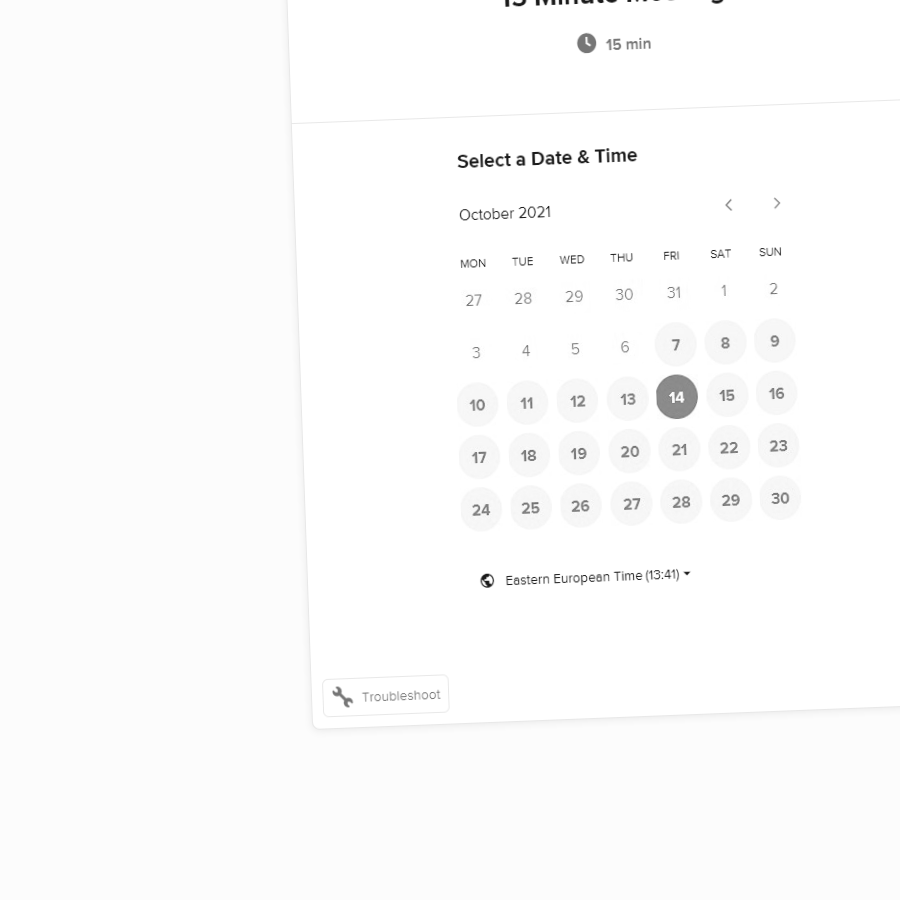 15 Minute Meeting
15 min
Select a Date & Time
October 2021
MON TUE WED THU FRI SAT SUN
27 28 29 30 31 1 2
3 4 5 6 7 8 9
10 11 12 13 14 15 16
17 18 19 20 21 22 23
24 25 26 27 28 29 30
Eastern European Time (13:41)
Troubleshoot